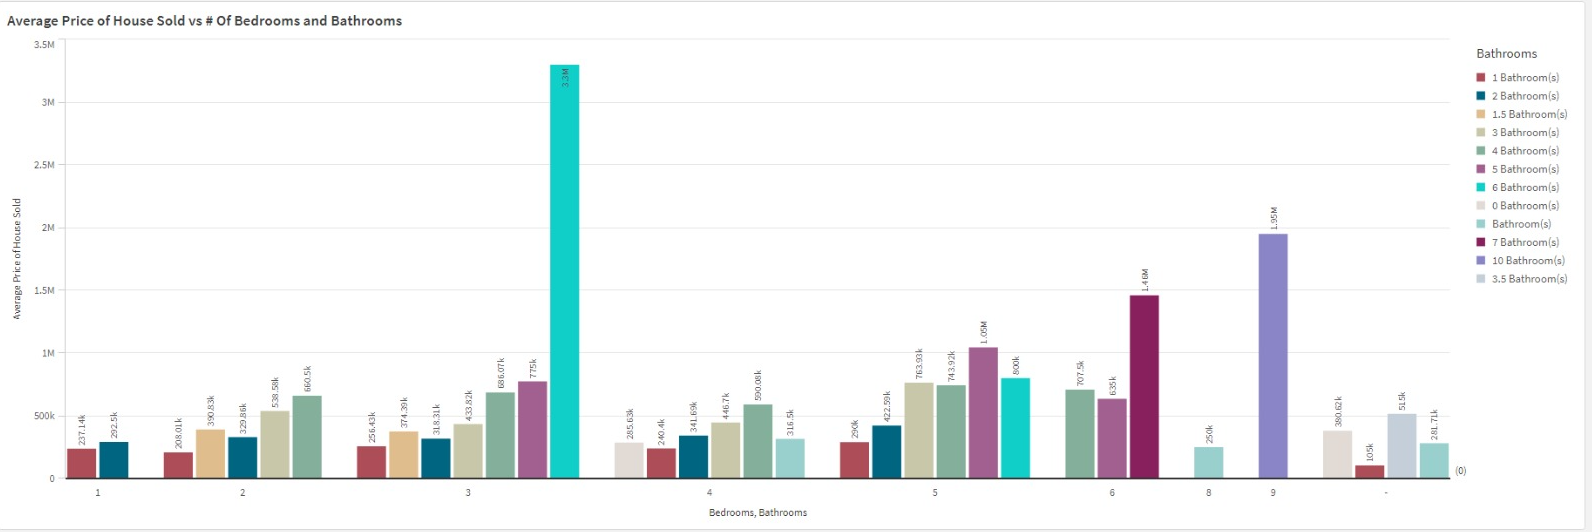 Average Price of House Sold vs # Of Bedrooms and Bathrooms
3.5M
3M
2.5M
2M
1.5M
1M
500k
0
Average Price of House Sold
237.14k
292.5k
208.01k
390.83k
329.86k
538.58k
660.5k
256.43k
374.39k
318.31k
433.82k
686.07k
775k
3.3M
285.63k
240.4k
341.69k
446.7k
590.08k
316.5k
290k
422.59k
763.93k
743.92k
1.05M
800k
707.5k
635k
1.46M
250k
1.95M
380.62k
105k
515k
281.71k
(0)
1
2
3
4
5
6
8
9
-
Bedrooms, Bathrooms
Bathrooms
1 Bathroom(s)
2 Bathroom(s)
1.5 Bathroom(s)
3 Bathroom(s)
4 Bathroom(s)
5 Bathroom(s)
6 Bathroom(s)
0 Bathroom(s)
Bathroom(s)
7 Bathroom(s)
10 Bathroom(s)
3.5 Bathroom(s)